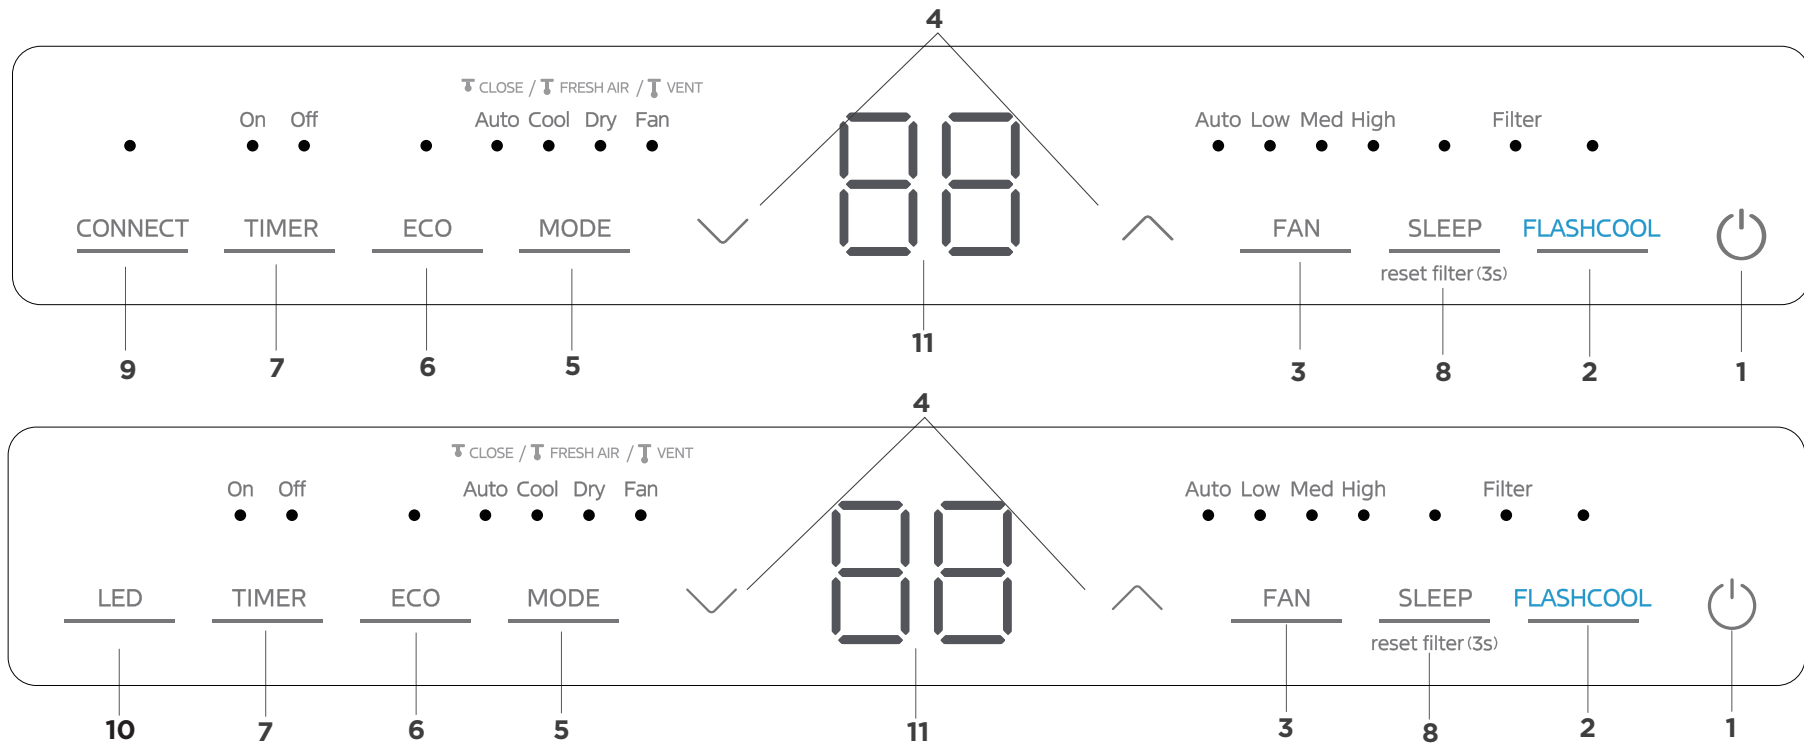 4
CLOSE / FRESH AIR / VENT
On Off Auto Cool Dry Fan Auto Low Med High Filter
88
CONNECT TIMER ECO MODE FAN SLEEP FLASHCOOL
reset filter (3s)
9 7 6 5 11 3 8 2 1
4
CLOSE / FRESH AIR / VENT
On Off Auto Cool Dry Fan Auto Low Med High Filter
88
LED TIMER ECO MODE FAN SLEEP FLASHCOOL
reset filter (3s)
10 7 6 5 11 3 8 2 1